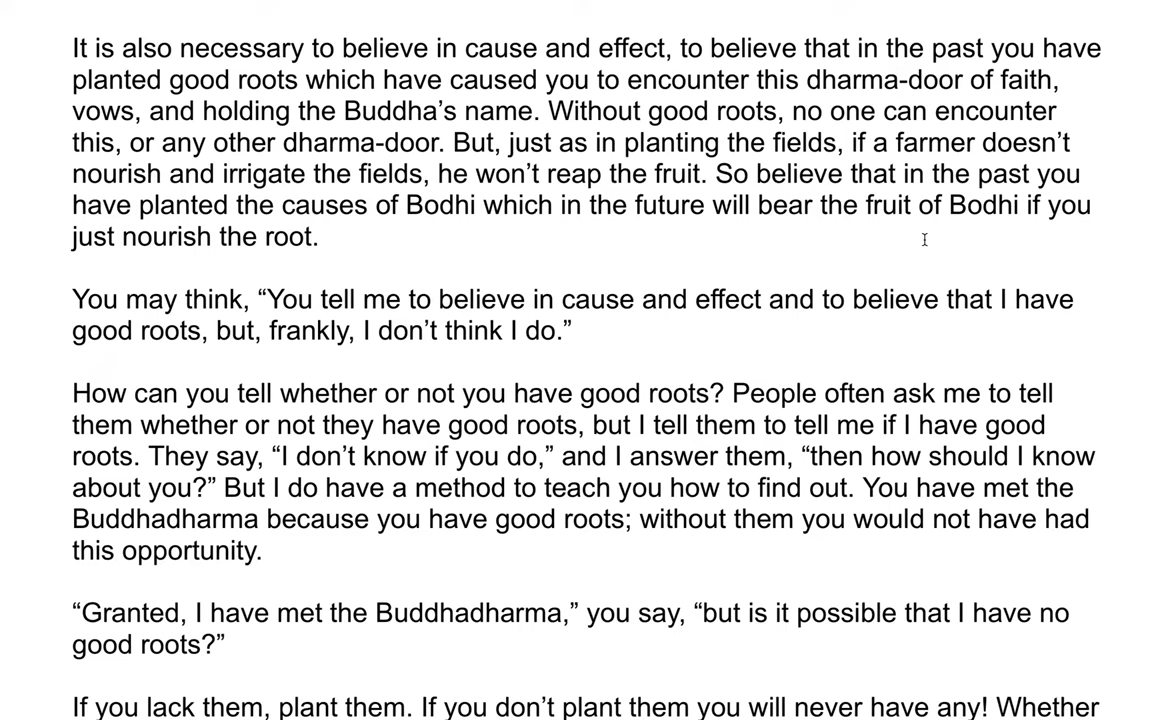 It is also necessary to believe in cause and effect, to believe that in the past you have
planted good roots which have caused you to encounter this dharma-door of faith,
vows, and holding the Buddha’s name. Without good roots, no one can encounter
this, or any other dharma-door. But, just as in planting the fields, if a farmer doesn’t
nourish and irrigate the fields, he won’t reap the fruit. So believe that in the past you
have planted the causes of Bodhi which in the future will bear the fruit of Bodhi if you
just nourish the root.
You may think, “You tell me to believe in cause and effect and to believe that I have
good roots, but, frankly, I don’t think I do.”
How can you tell whether or not you have good roots? People often ask me to tell
them whether or not they have good roots, but I tell them to tell me if I have good
roots. They say, “I don’t know if you do,” and I answer them, “then how should I know
about you?” But I do have a method to teach you how to find out. You have met the
Buddhadharma because you have good roots; without them you would not have had
this opportunity.
“Granted, I have met the Buddhadharma,” you say, “but is it possible that I have no
good roots?”
If you lack them, plant them. If you don’t plant them you will never have any! Whether